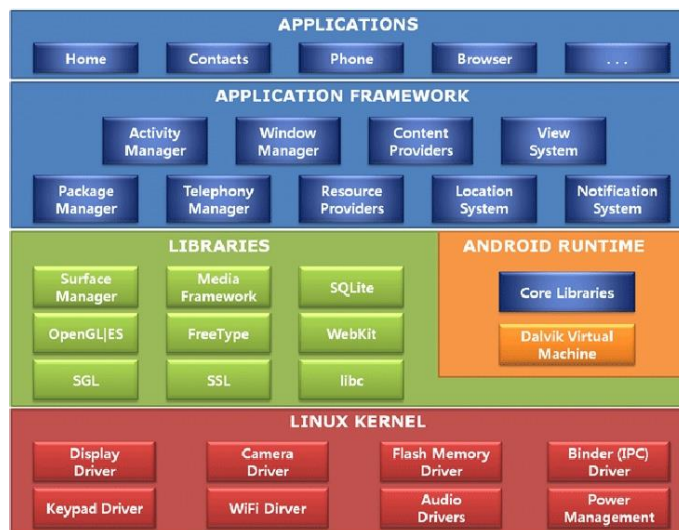 APPLICATIONS
Home Contacts Phone Browser . . .
APPLICATION FRAMEWORK
Activity Manager Window Manager Content Providers View System
Package Manager Telephony Manager Resource Providers Location System Notification System
LIBRARIES
Surface Manager Media Framework SQLite
OpenGL|ES FreeType WebKit
SGL SSL libc
ANDROID RUNTIME
Core Libraries
Dalvik Virtual Machine
LINUX KERNEL
Display Driver Camera Driver Flash Memory Driver Binder (IPC) Driver
Keypad Driver WiFi Dirver Audio Drivers Power Management